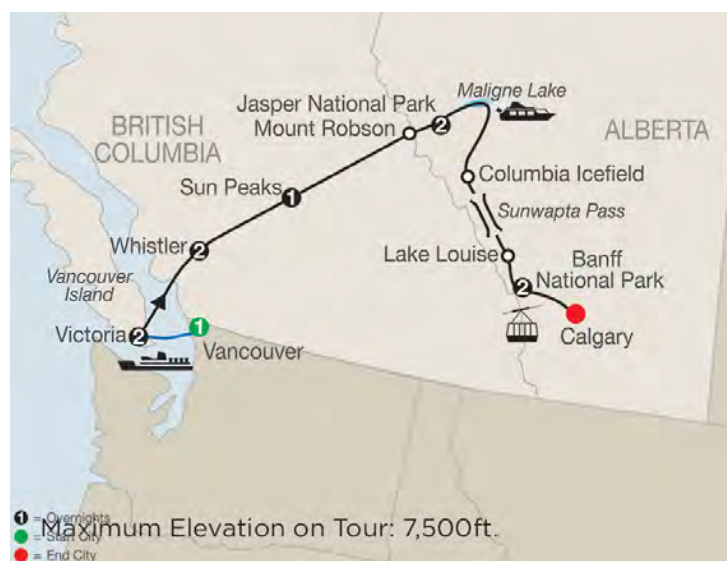 Maligne Lake
Jasper National Park
Mount Robson
2
BRITISH
COLUMBIA
ALBERTA
Columbia Icefield
Sun Peaks
1
Sunwapta Pass
Whistler
2
Lake Louise
Banff
National Park
2
Vancouver
Island
Calgary
Victoria
2
1
Vancouver
1 = Overnights
= Start City
= End City
Maximum Elevation on Tour: 7,500ft.